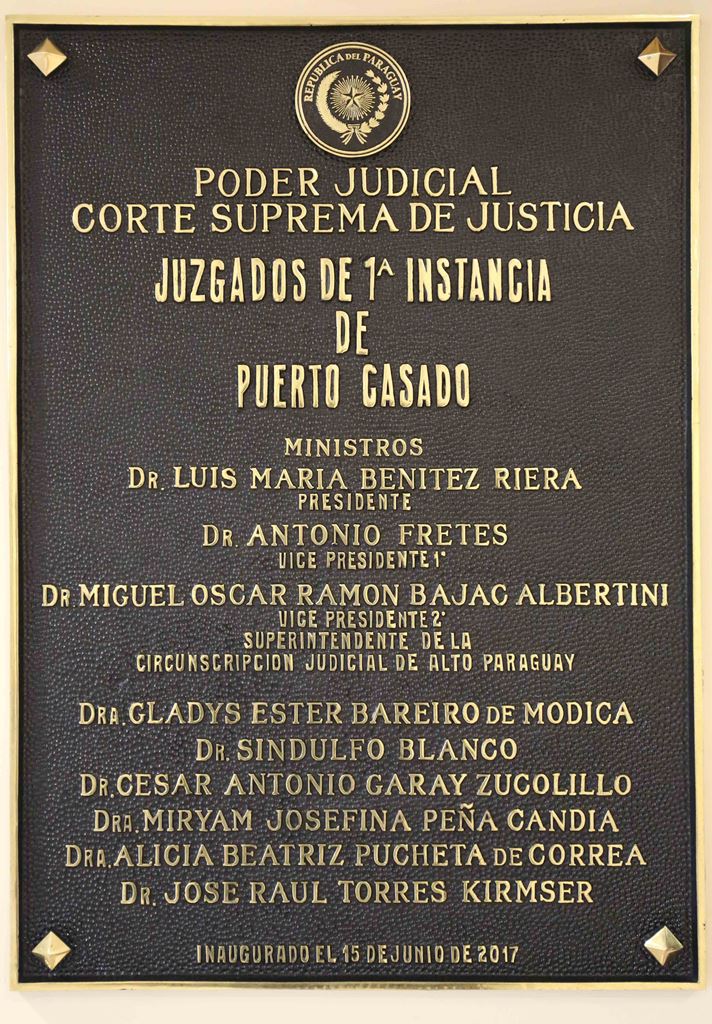 REPUBLICA DEL PARAGUAY
PODER JUDICIAL
CORTE SUPREMA DE JUSTICIA
JUZGADOS DE 1ª INSTANCIA
DE
PUERTO CASADO
MINISTROS
DR. LUIS MARIA BENITEZ RIERA
PRESIDENTE
DR. ANTONIO FRETES
VICE PRESIDENTE 1°
DR. MIGUEL OSCAR RAMON BAJAC ALBERTINI
VICE PRESIDENTE 2°
SUPERINTENDENTE DE LA
CIRCUNSCRIPCION JUDICIAL DE ALTO PARAGUAY
DRA. GLADYS ESTER BAREIRO DE MODICA
DR. SINDULFO BLANCO
DR. CESAR ANTONIO GARAY ZUCOLILLO
DRA. MIRYAM JOSEFINA PEÑA CANDIA
DRA. ALICIA BEATRIZ PUCHETA DE CORREA
DR. JOSE RAUL TORRES KIRMSER
INAUGURADO EL 15 DE JUNIO DE 2017